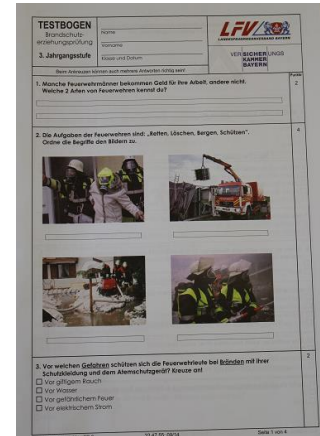 TESTBOGEN
Brandschutz-
erziehungsprüfung
3. Jahrgangsstufe
Name
Vorname
Klasse und Datum
LFV BAYERN
LANDESFEUERWEHRVERBAND BAYERN
VERSICHERUNGS
KAMMER
BAYERN
Beim Ankreuzen können auch mehrere Antworten richtig sein!
Punkte
1. Manche Feuerwehrmänner bekommen Geld für ihre Arbeit, andere nicht.
Welche 2 Arten von Feuerwehren kennst du?
2
2. Die Aufgaben der Feuerwehren sind: „Retten, Löschen, Bergen, Schützen".
Ordne die Begriffe den Bildern zu.
4
3. Vor welchen Gefahren schützen sich die Feuerwehrleute bei Bränden mit ihrer
Schutzkleidung und dem Atemschutzgerät? Kreuze an!
2
Vor giftigem Rauch
Vor Wasser
Vor gefährlichem Feuer
Vor elektrischem Strom
Seite 1 von 4